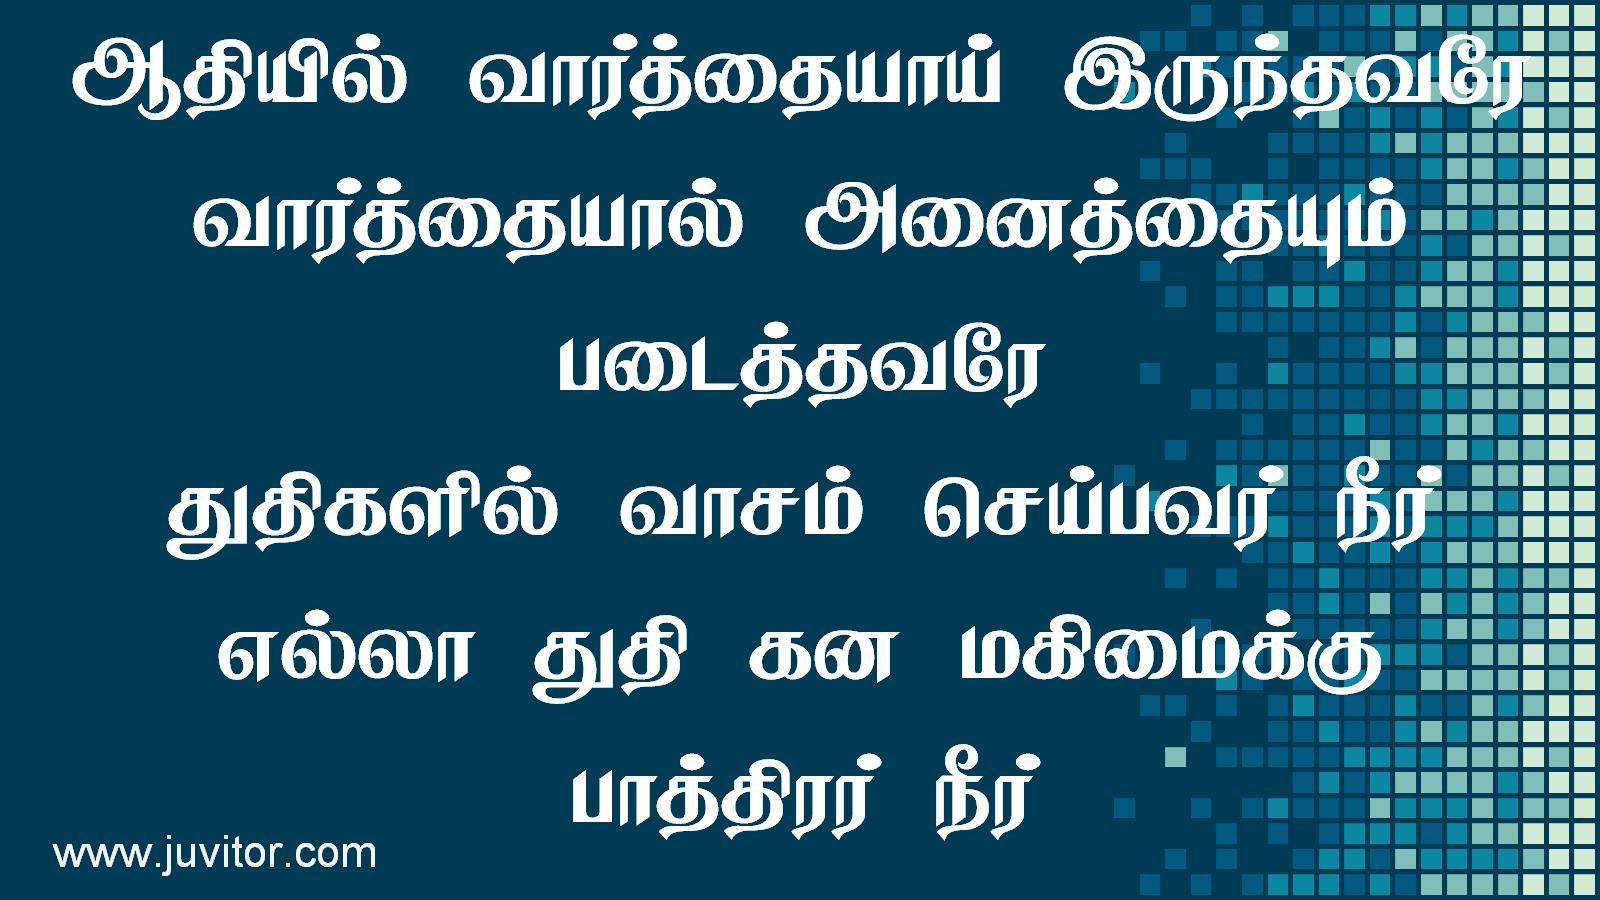 ஆதியில் வார்த்தையாய் இருந்தவரே
வார்த்தையால் அனைத்தையும்
படைத்தவரே
துதிகளில் வாசம் செய்பவர் நீர்
எல்லா துதி கன மகிமைக்கு
பாத்திரர் நீர்
www.juvitor.com